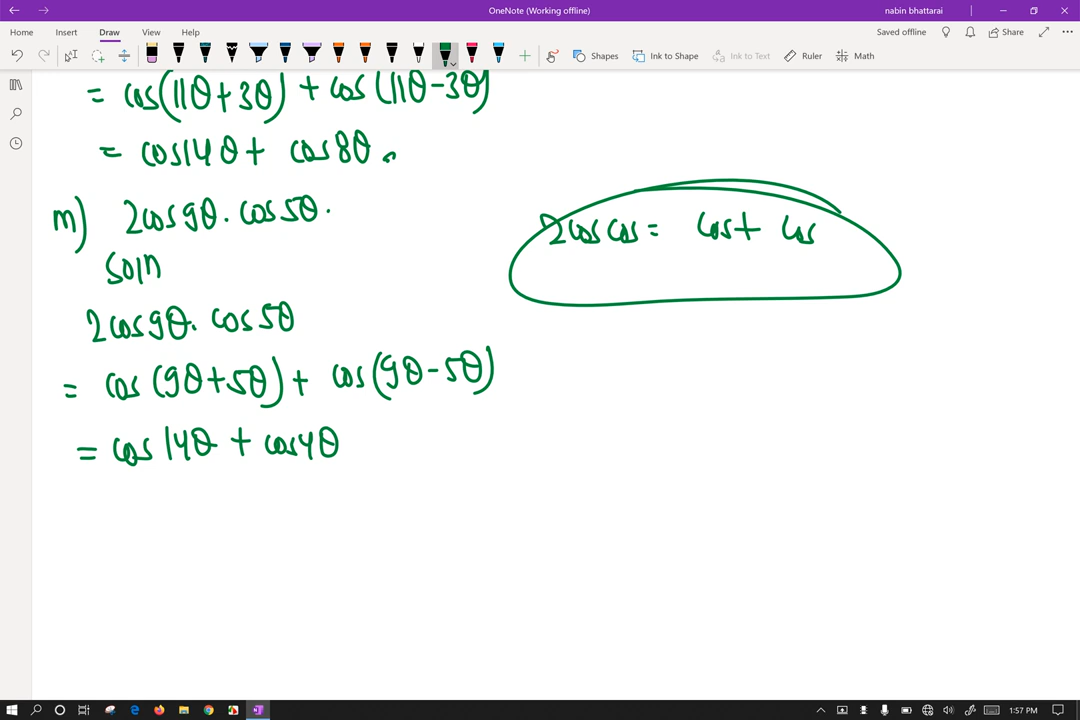 OneNote (Working offline)
nabin bhattarai
Home Insert Draw View Help
Saved offline Share
Shapes Ink to Shape Ink to Text Ruler Math
= cos(11θ+3θ) + cos(11θ-3θ)
= cos14θ + cos8θ.
m) 2cos9θ. cos5θ.
2coscos = cos + cos
soln
2cos9θ. cos5θ
= cos(9θ+5θ) + cos(9θ-5θ)
= cos14θ + cos4θ
1:57 PM